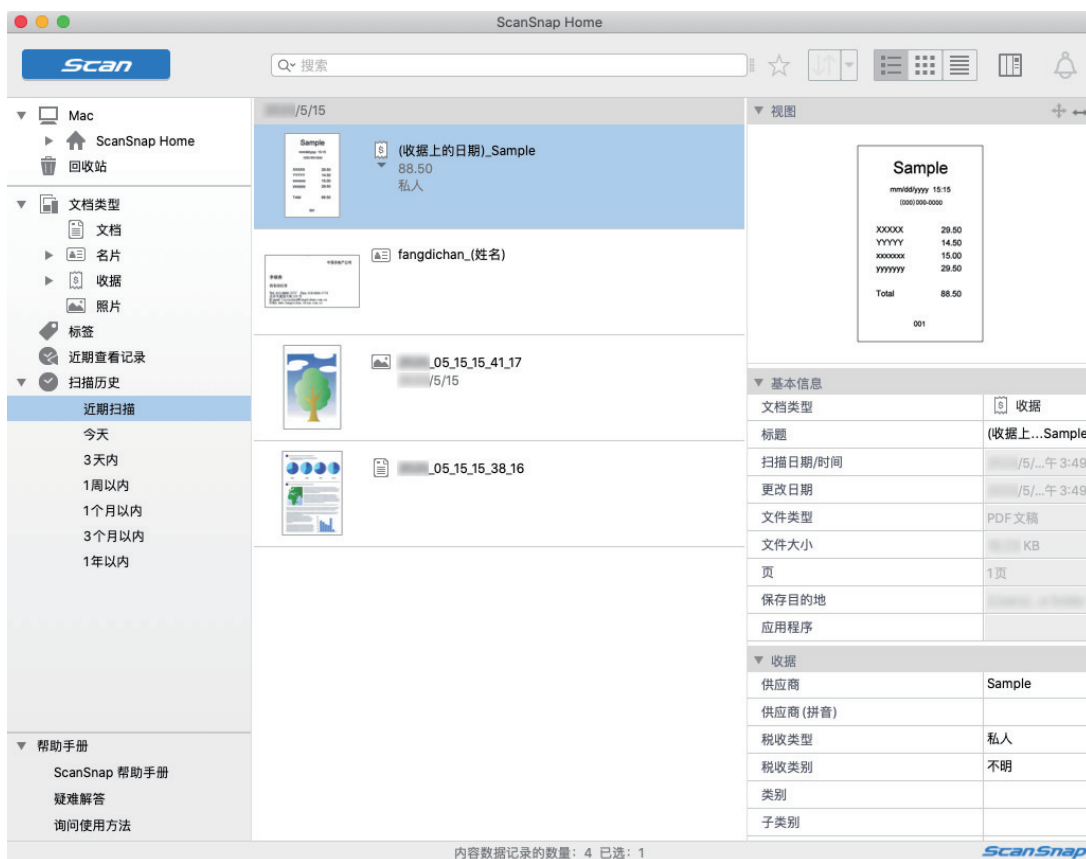 ScanSnap Home
Scan
搜索
Mac
ScanSnap Home
回收站
文档类型
文档
名片
收据
照片
标签
近期查看记录
扫描历史
近期扫描
今天
3天内
1周以内
1个月以内
3个月以内
1年以内
帮助手册
ScanSnap 帮助手册
疑难解答
询问使用方法
/5/15
Sample
(收据上的日期)_Sample
88.50
私人
fangdichan_(姓名)
_05_15_15_41_17
/5/15
_05_15_15_38_16
视图
Sample
mm/dd/yyyy 15:15
(000) 000-0000
XXXXX 29.50
YYYYY 14.50
xxxxxxx 15.00
yyyyyyy 29.50
Total 88.50
001
基本信息
文档类型 收据
标题 (收据上...Sample
扫描日期/时间 /5/...午 3:49
更改日期 /5/...午 3:49
文件类型 PDF 文稿
文件大小 KB
页 1页
保存目的地
应用程序
收据
供应商 Sample
供应商 (拼音)
税收类型 私人
税收类别 不明
类别
子类别
内容数据记录的数量: 4 已选: 1
ScanSnap